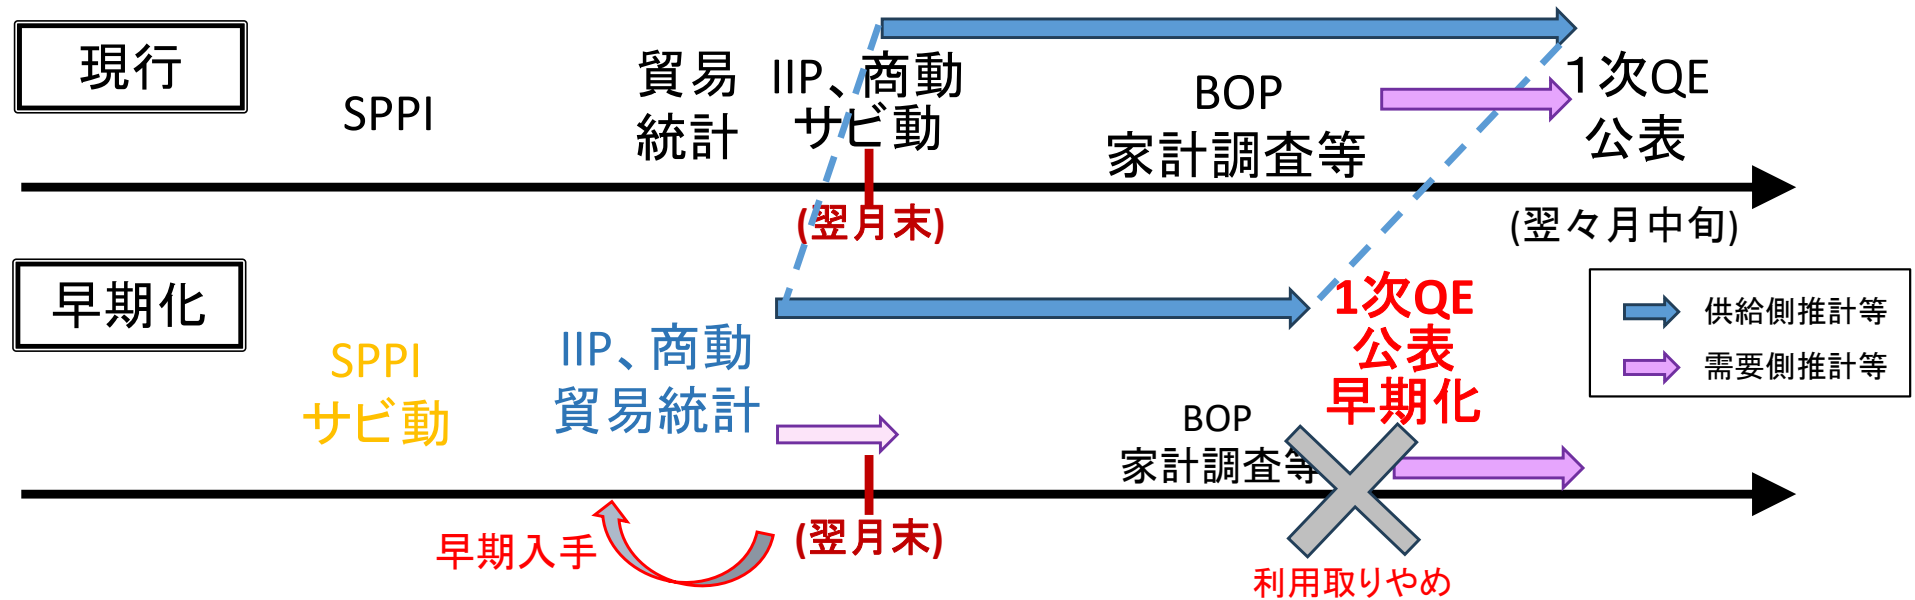 現行
SPPI
貿易
統計
IIP、商動
サビ動
BOP
家計調査等
1次QE
公表
(翌月末)
(翌々月中旬)
早期化
SPPI
サビ動
IIP、商動
貿易統計
BOP
家計調査等
1次QE
公表
早期化
供給側推計等
需要側推計等
早期入手
(翌月末)
利用取りやめ